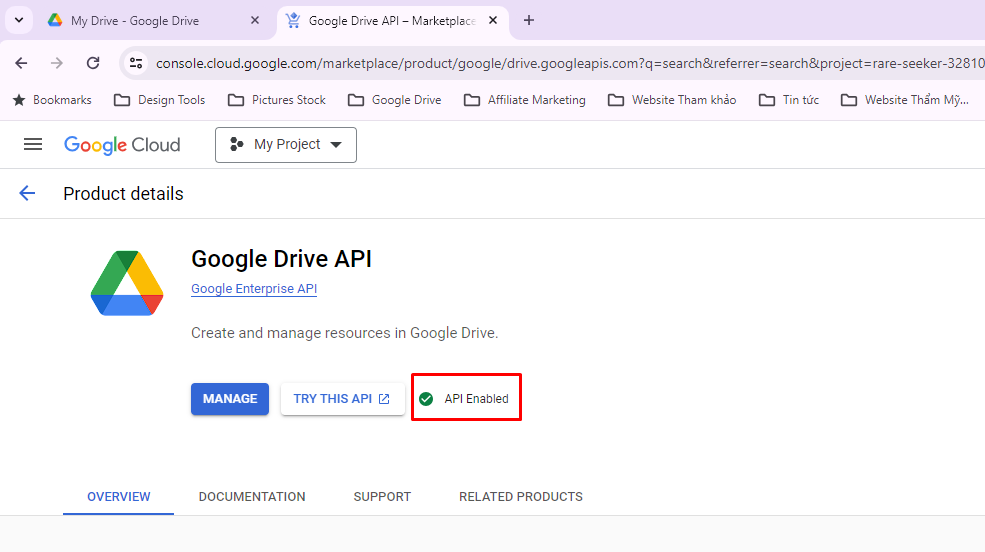 My Drive - Google Drive
Google Drive API – Marketplace
console.cloud.google.com/marketplace/product/google/drive.googleapis.com?q=search&referrer=search&project=rare-seeker-32810
Bookmarks Design Tools Pictures Stock Google Drive Affiliate Marketing Website Tham khảo Tin tức Website Thẩm Mỹ...
Google Cloud My Project
Product details
Google Drive API
Google Enterprise API
Create and manage resources in Google Drive.
MANAGE TRY THIS API API Enabled
OVERVIEW DOCUMENTATION SUPPORT RELATED PRODUCTS